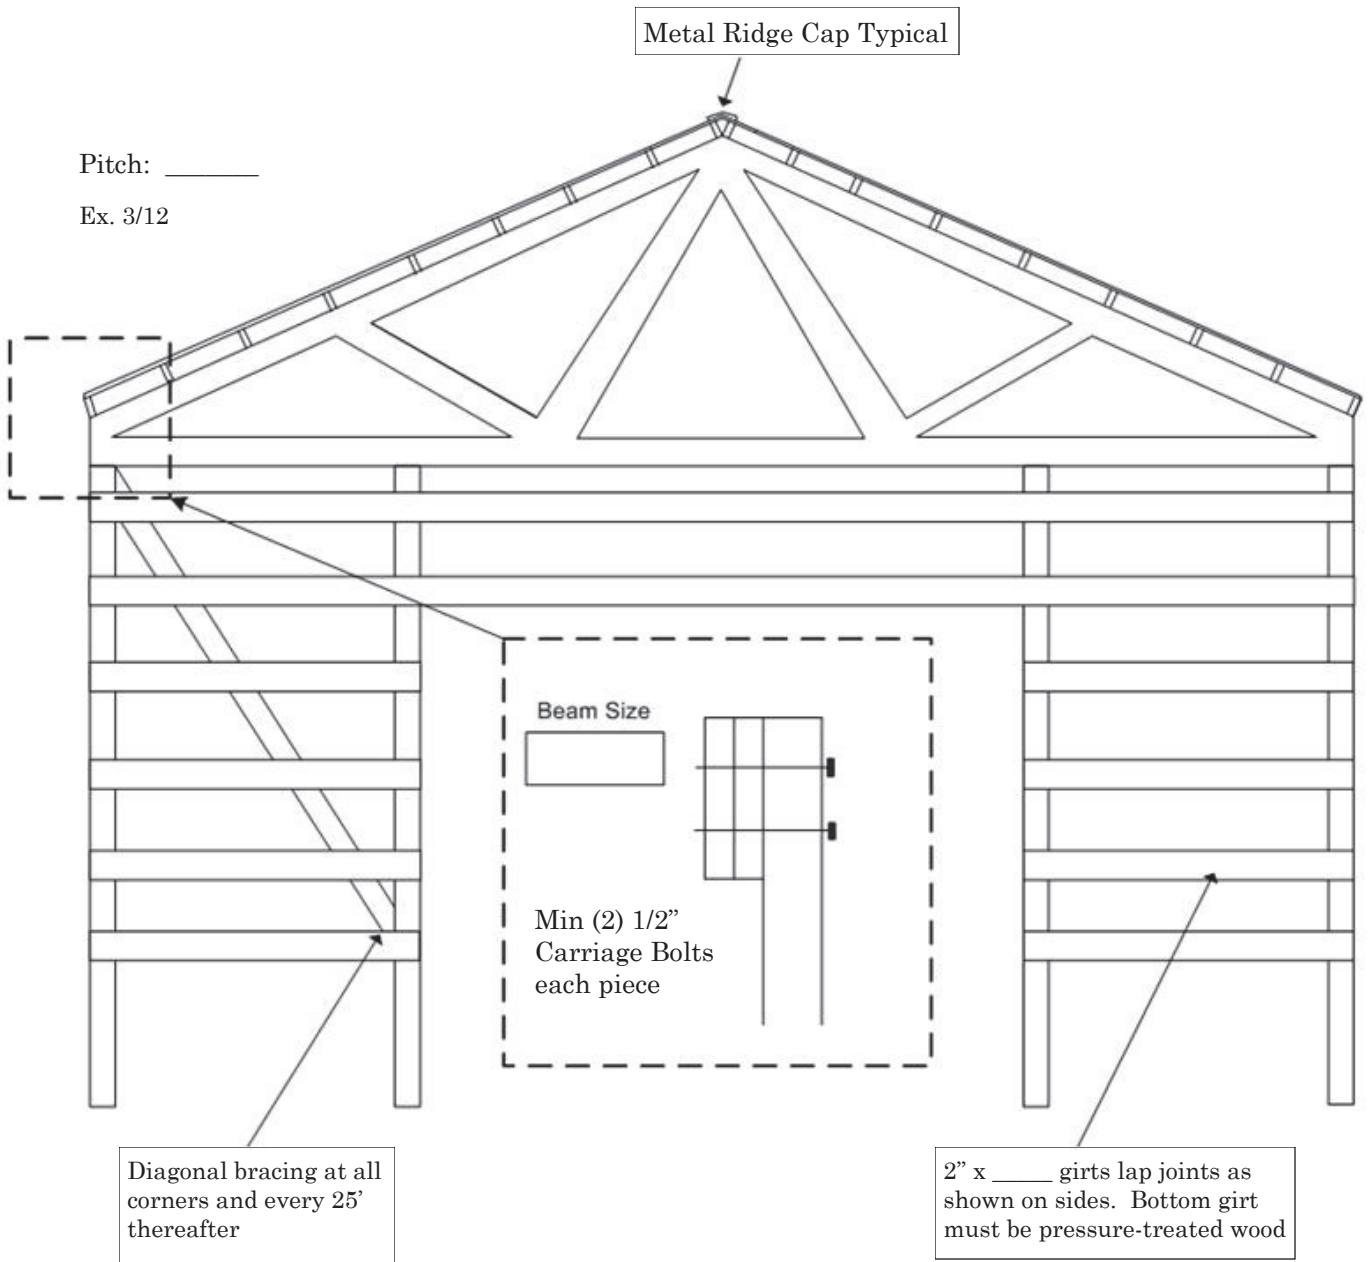 Metal Ridge Cap Typical
Pitch: _______
Ex. 3/12
Beam Size
Min (2) 1/2”
Carriage Bolts
each piece
Diagonal bracing at all
corners and every 25’
thereafter
2” x _____ girts lap joints as
shown on sides.  Bottom girt
must be pressure-treated wood